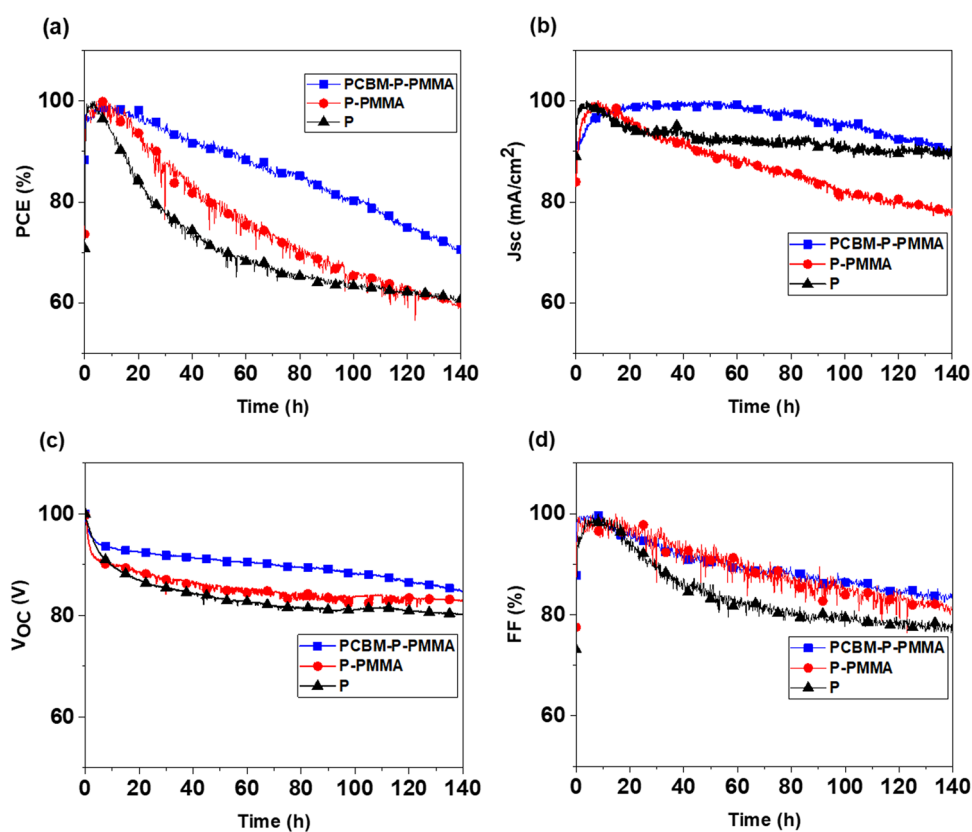 (a)
PCE (%)
100
80
60
0 20 40 60 80 100 120 140
Time (h)
PCBM-P-PMMA
P-PMMA
P
(b)
Jsc (mA/cm²)
100
80
60
0 20 40 60 80 100 120 140
Time (h)
PCBM-P-PMMA
P-PMMA
P
(c)
VOC (V)
100
80
60
0 20 40 60 80 100 120 140
Time (h)
PCBM-P-PMMA
P-PMMA
P
(d)
FF (%)
100
80
60
0 20 40 60 80 100 120 140
Time (h)
PCBM-P-PMMA
P-PMMA
P